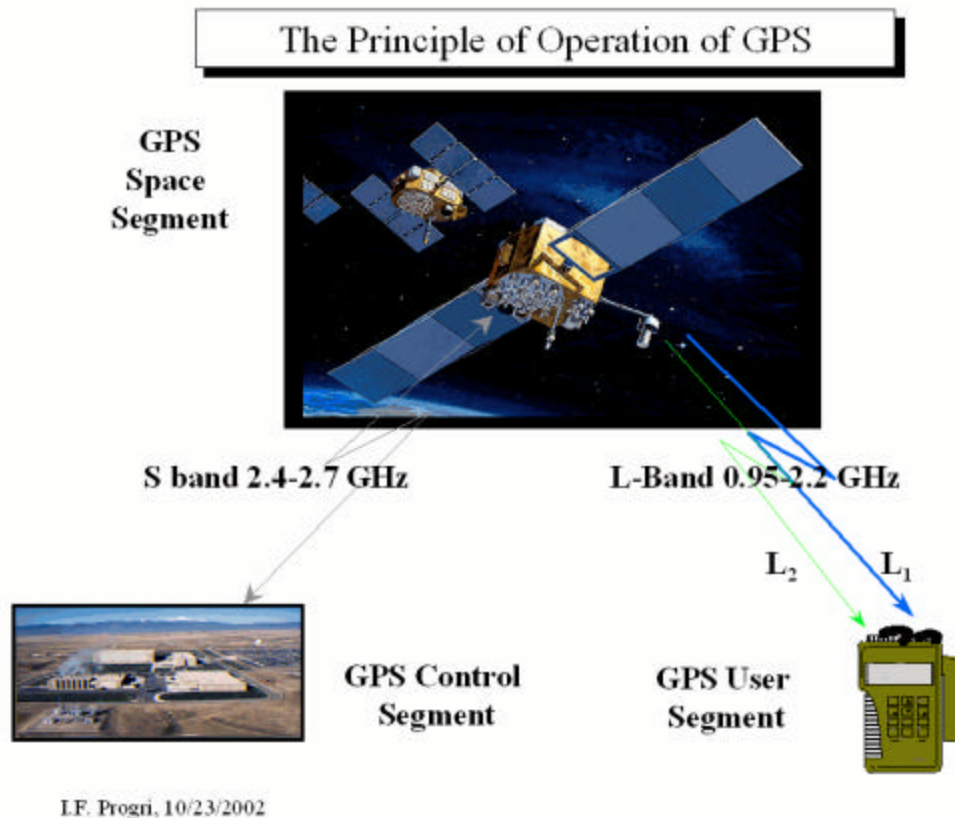 The Principle of Operation of GPS
GPS
Space
Segment
S band 2.4-2.7 GHz
L-Band 0.95-2.2 GHz
L2
L1
GPS Control
Segment
GPS User
Segment
I.F. Progri, 10/23/2002